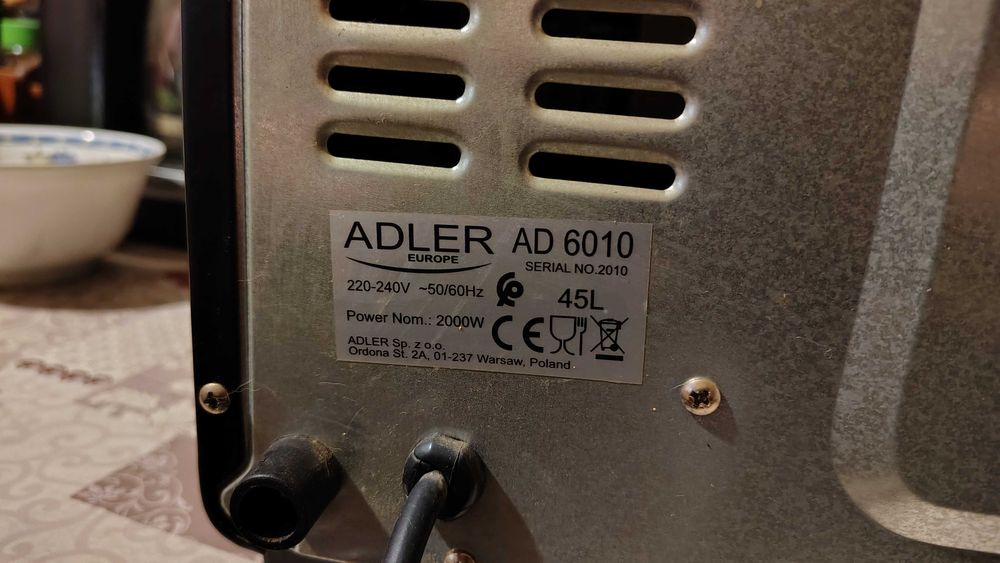 ADLER AD 6010
EUROPE
SERIAL NO.2010
220-240V ~50/60Hz
45L
Power Nom.: 2000W
CE
ADLER Sp. z o.o.
Ordona St. 2A, 01-237 Warsaw, Poland